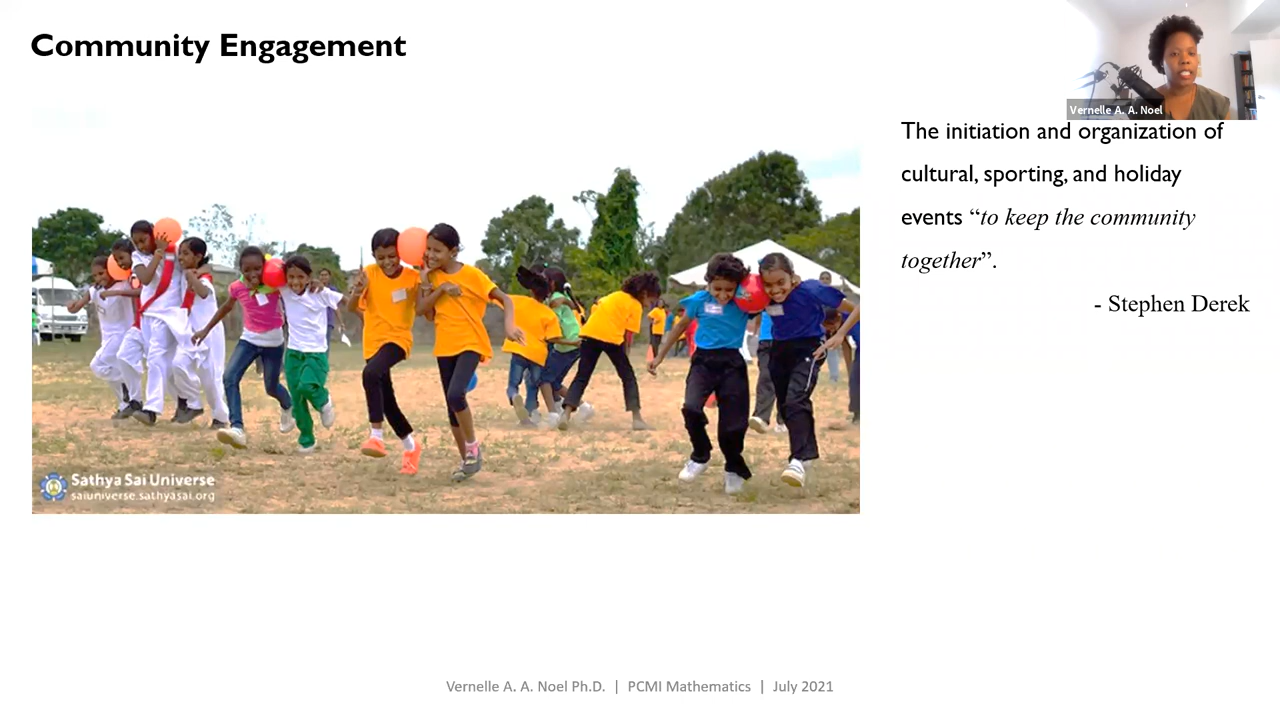 Community Engagement
Vernelle A. A. Noel
The initiation and organization of
cultural, sporting, and holiday
events “to keep the community
together”.
- Stephen Derek
Sathya Sai Universe
saiuniverse.sathyasai.org
Vernelle A. A. Noel Ph.D. | PCMI Mathematics | July 2021